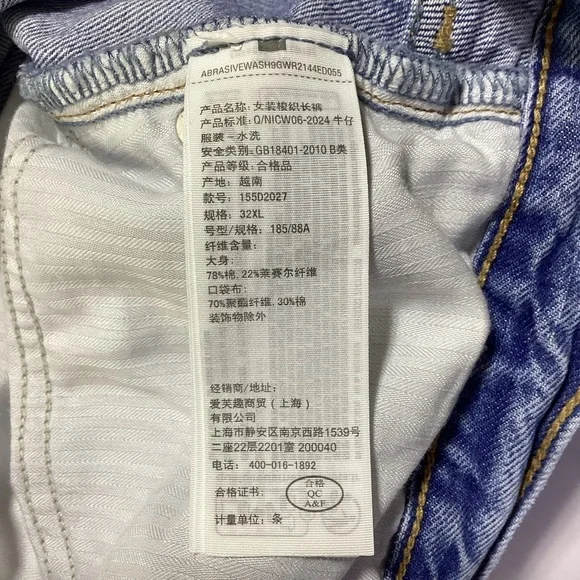 ABRASIVEWASH9GWR2144ED055
产品名称: 女装梭织长裤
产品标准: Q/NICW06-2024 牛仔
服装－水洗
安全类别: GB18401-2010 B类
产品等级: 合格品
产地: 越南
款号: 155D2027
规格: 32XL
号型/规格: 185/88A
纤维含量:
大身:
78%棉, 22%莱赛尔纤维
口袋布:
70%聚酯纤维, 30%棉
装饰物除外
经销商/地址:
爱芙趣商贸（上海）
有限公司
上海市静安区南京西路1539号
二座22层2201室 200040
电话: 400-016-1892
合格证书: 合格
QC
A&F
计量单位: 条